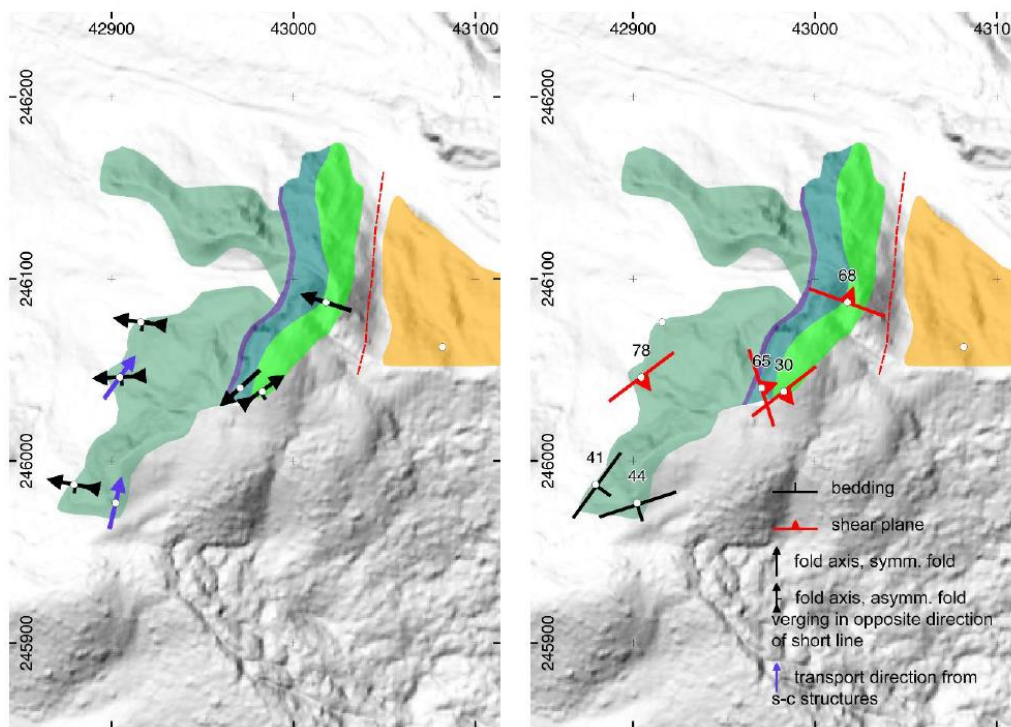 42900 43000 43100 42900 43000 43100
246200
246100
246000
245900
68
78
65 30
41
44
bedding
shear plane
fold axis, symm. fold
fold axis, asymm. fold
verging in opposite direction
of short line
transport direction from
s-c structures
246200
246100
246000
245900